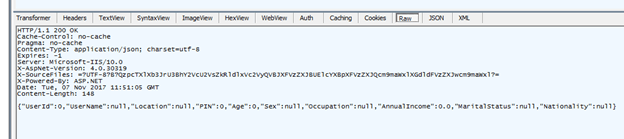 Transformer Headers TextView SyntaxView ImageView HexView WebView Auth Caching Cookies Raw JSON XML
HTTP/1.1 200 OK
Cache-Control: no-cache
Pragma: no-cache
Content-Type: application/json; charset=utf-8
Expires: -1
Server: Microsoft-IIS/10.0
X-AspNet-Version: 4.0.30319
X-SourceFiles:
X-Powered-By: ASP.NET
Date: Tue, 07 Nov 2017 11:51:05 GMT
Content-Length: 148
{"UserId":0,"UserName":null,"Location":null,"PIN":0,"Age":0,"Sex":null,"Occupation":null,"AnnualIncome":0.0,"MaritalStatus":null,"Nationality":null}